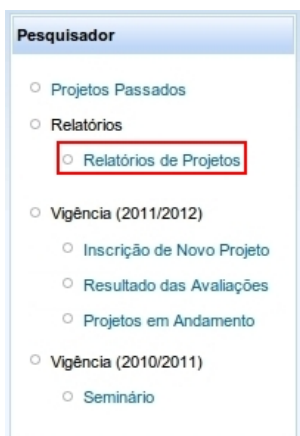 Pesquisador
Projetos Passados
Relatórios
Relatórios de Projetos
Vigência (2011/2012)
Inscrição de Novo Projeto
Resultado das Avaliações
Projetos em Andamento
Vigência (2010/2011)
Seminário